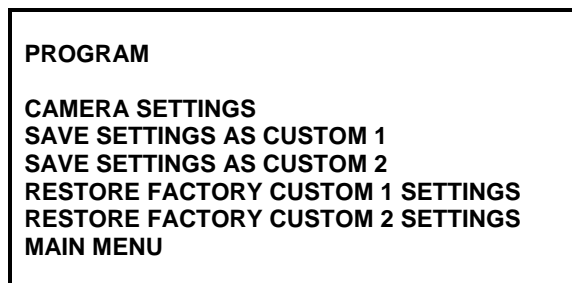 PROGRAM
CAMERA SETTINGS
SAVE SETTINGS AS CUSTOM 1
SAVE SETTINGS AS CUSTOM 2
RESTORE FACTORY CUSTOM 1 SETTINGS
RESTORE FACTORY CUSTOM 2 SETTINGS
MAIN MENU